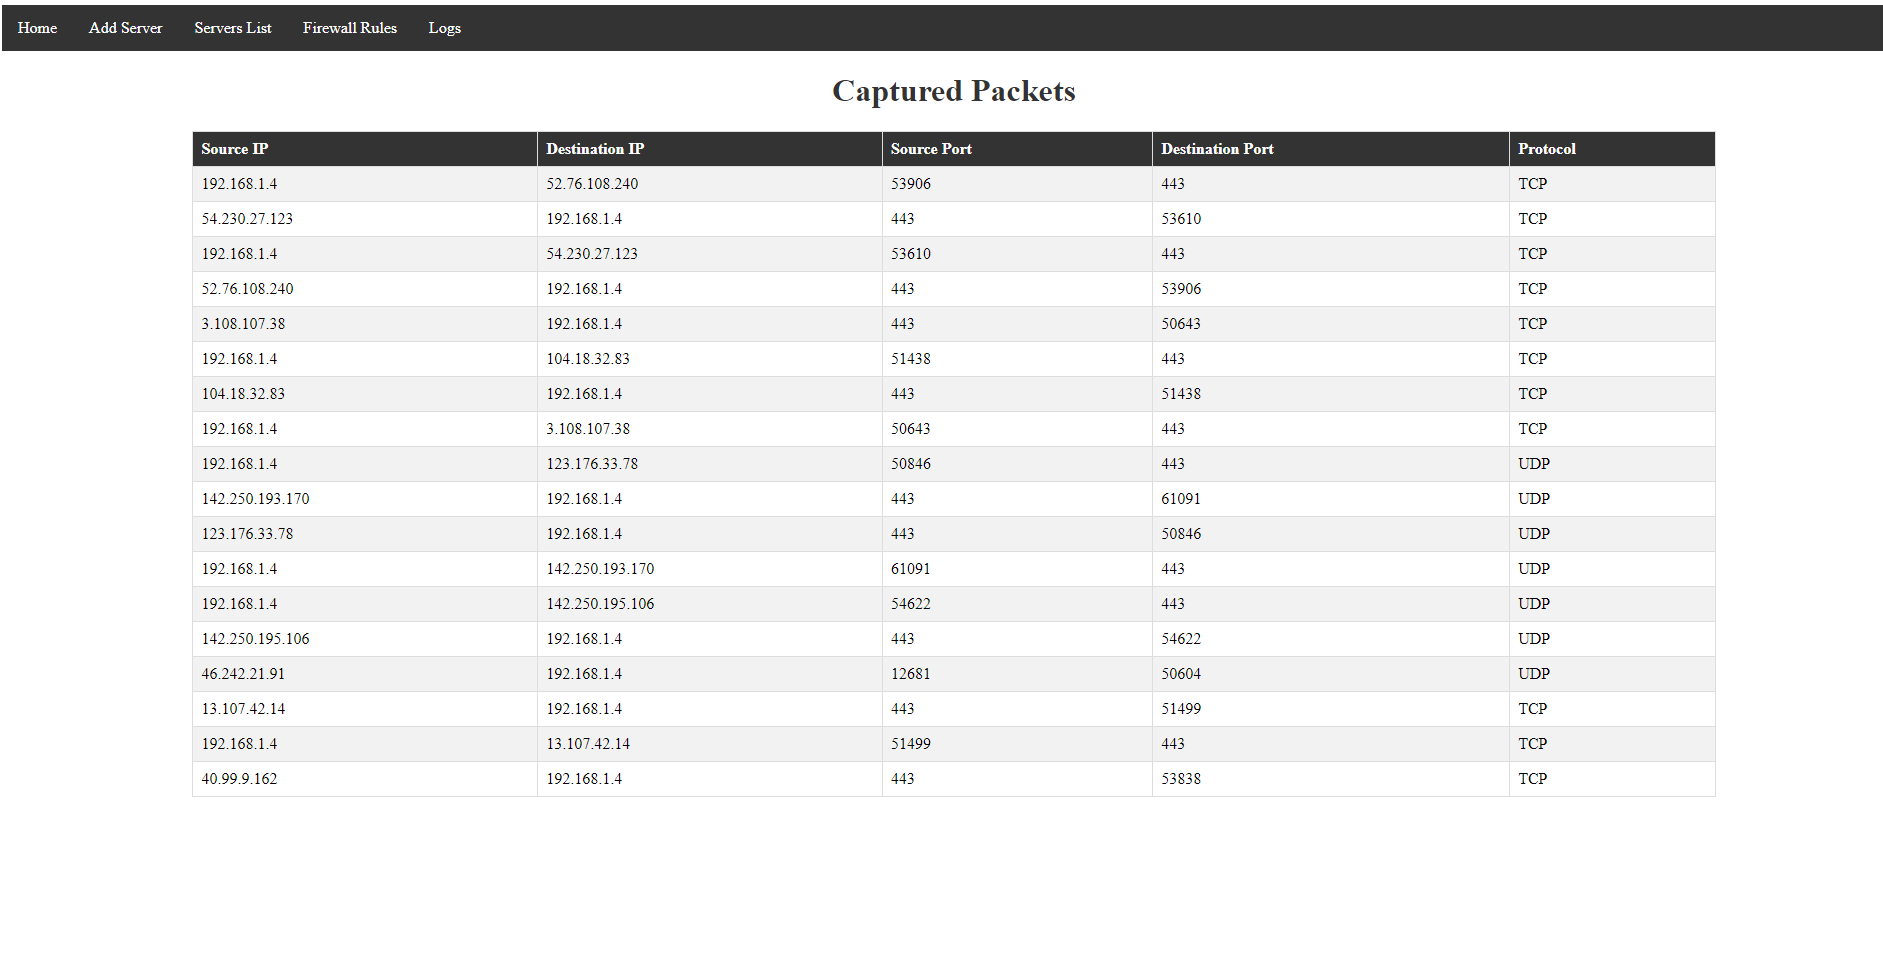 Home Add Server Servers List Firewall Rules Logs
Captured Packets
Source IP Destination IP Source Port Destination Port Protocol
192.168.1.4 52.76.108.240 53906 443 TCP
54.230.27.123 192.168.1.4 443 53610 TCP
192.168.1.4 54.230.27.123 53610 443 TCP
52.76.108.240 192.168.1.4 443 53906 TCP
3.108.107.38 192.168.1.4 443 50643 TCP
192.168.1.4 104.18.32.83 51438 443 TCP
104.18.32.83 192.168.1.4 443 51438 TCP
192.168.1.4 3.108.107.38 50643 443 TCP
192.168.1.4 123.176.33.78 50846 443 UDP
142.250.193.170 192.168.1.4 443 61091 UDP
123.176.33.78 192.168.1.4 443 50846 UDP
192.168.1.4 142.250.193.170 61091 443 UDP
192.168.1.4 142.250.195.106 54622 443 UDP
142.250.195.106 192.168.1.4 443 54622 UDP
46.242.21.91 192.168.1.4 12681 50604 UDP
13.107.42.14 192.168.1.4 443 51499 TCP
192.168.1.4 13.107.42.14 51499 443 TCP
40.99.9.162 192.168.1.4 443 53838 TCP